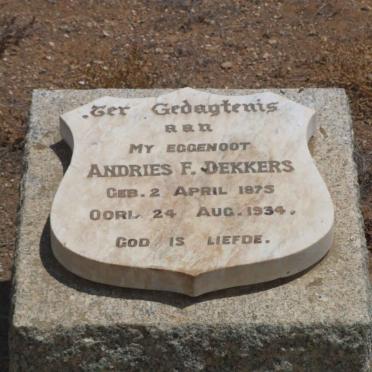 Ter Gedagtenis
aan
My Eggenoot
Andries F. Dekkers
Geb. 2 April 1875
Oorl. 24 Aug. 1934.
God is liefde.